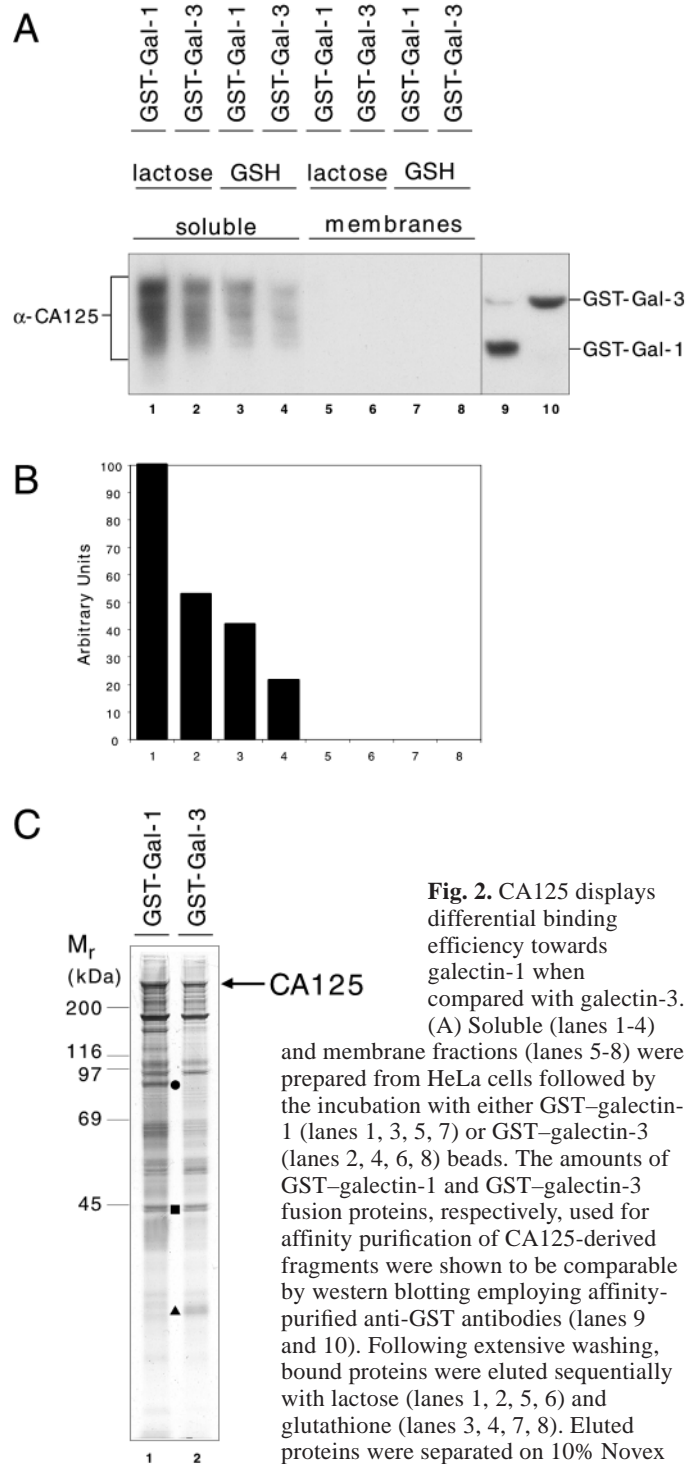 A
GST-Gal-1
GST-Gal-3
GST-Gal-1
GST-Gal-3
GST-Gal-1
GST-Gal-3
GST-Gal-1
GST-Gal-3
lactose GSH lactose GSH
soluble membranes
α-CA125
GST-Gal-3
GST-Gal-1
1 2 3 4 5 6 7 8 9 10
B
Arbitrary Units
100
90
80
70
60
50
40
30
20
10
0
1 2 3 4 5 6 7 8
C
GST-Gal-1
GST-Gal-3
Mr
(kDa)
CA125
200
116
97
69
45
1 2
Fig. 2. CA125 displays
differential binding
efficiency towards
galectin-1 when
compared with galectin-3.
(A) Soluble (lanes 1-4)
and membrane fractions (lanes 5-8) were
prepared from HeLa cells followed by
the incubation with either GST–galectin-
1 (lanes 1, 3, 5, 7) or GST–galectin-3
(lanes 2, 4, 6, 8) beads. The amounts of
GST–galectin-1 and GST–galectin-3
fusion proteins, respectively, used for
affinity purification of CA125-derived
fragments were shown to be comparable
by western blotting employing affinity-
purified anti-GST antibodies (lanes 9
and 10). Following extensive washing,
bound proteins were eluted sequentially
with lactose (lanes 1, 2, 5, 6) and
glutathione (lanes 3, 4, 7, 8). Eluted
proteins were separated on 10% Novex